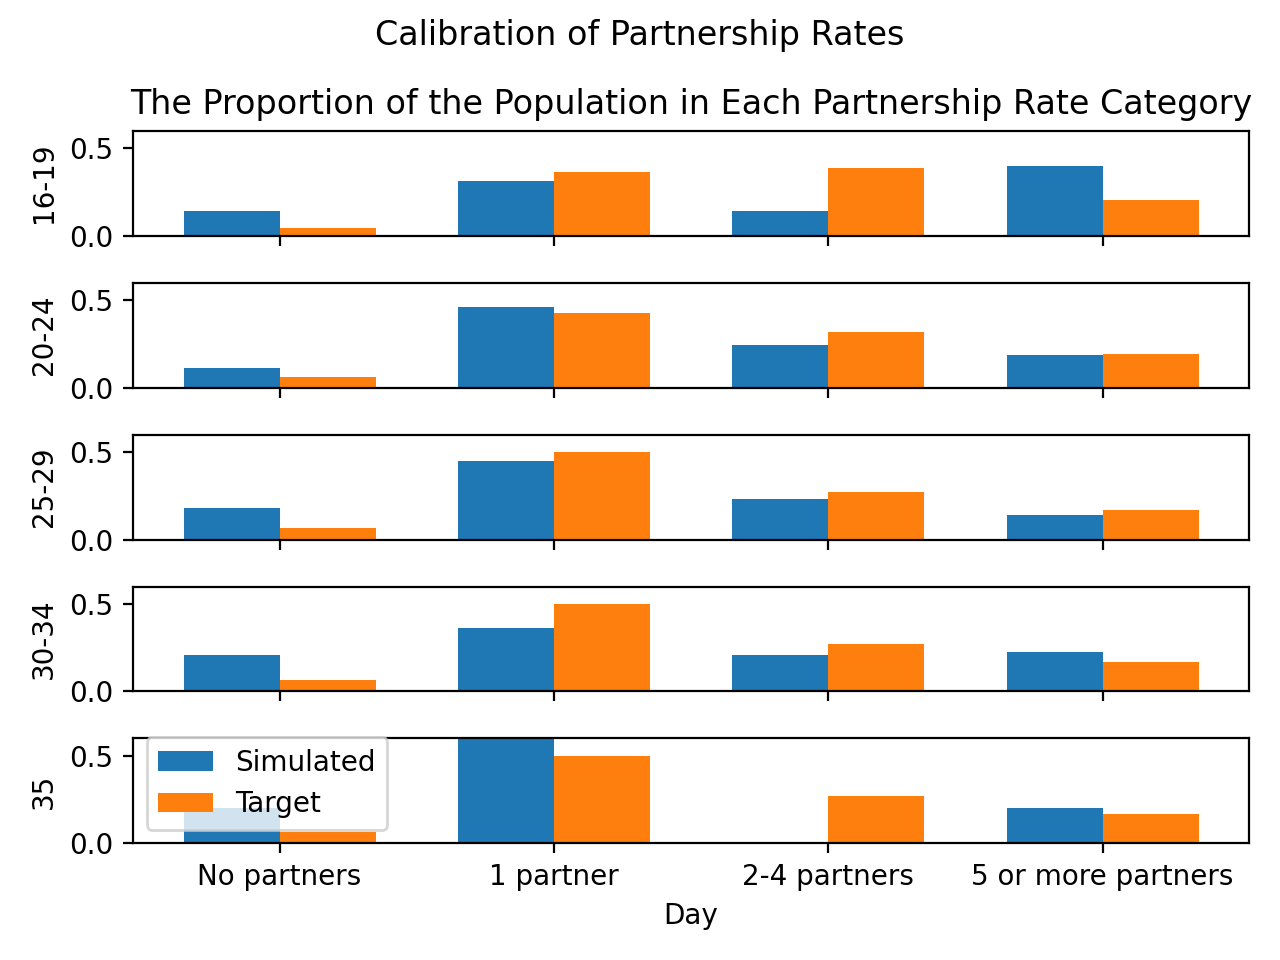 Calibration of Partnership Rates
The Proportion of the Population in Each Partnership Rate Category
16-19
0.5
0.0
20-24
0.5
0.0
25-29
0.5
0.0
30-34
0.5
0.0
35
0.5
0.0
Simulated
Target
No partners
1 partner
2-4 partners
5 or more partners
Day